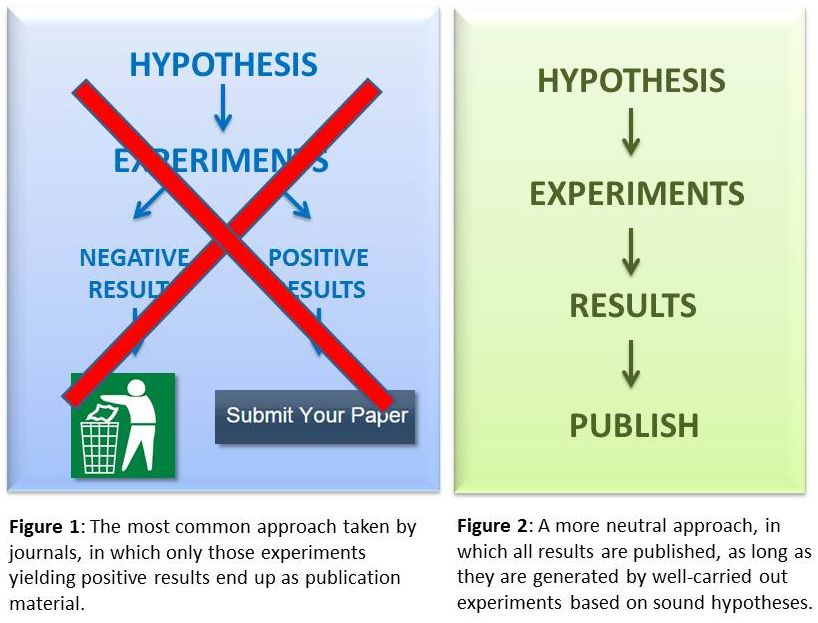 HYPOTHESIS
EXPERIMENTS
NEGATIVE
RESULTS
POSITIVE
RESULTS
Submit Your Paper
Figure 1: The most common approach taken by
journals, in which only those experiments
yielding positive results end up as publication
material.
HYPOTHESIS
EXPERIMENTS
RESULTS
PUBLISH
Figure 2: A more neutral approach, in
which all results are published, as long as
they are generated by well-carried out
experiments based on sound hypotheses.